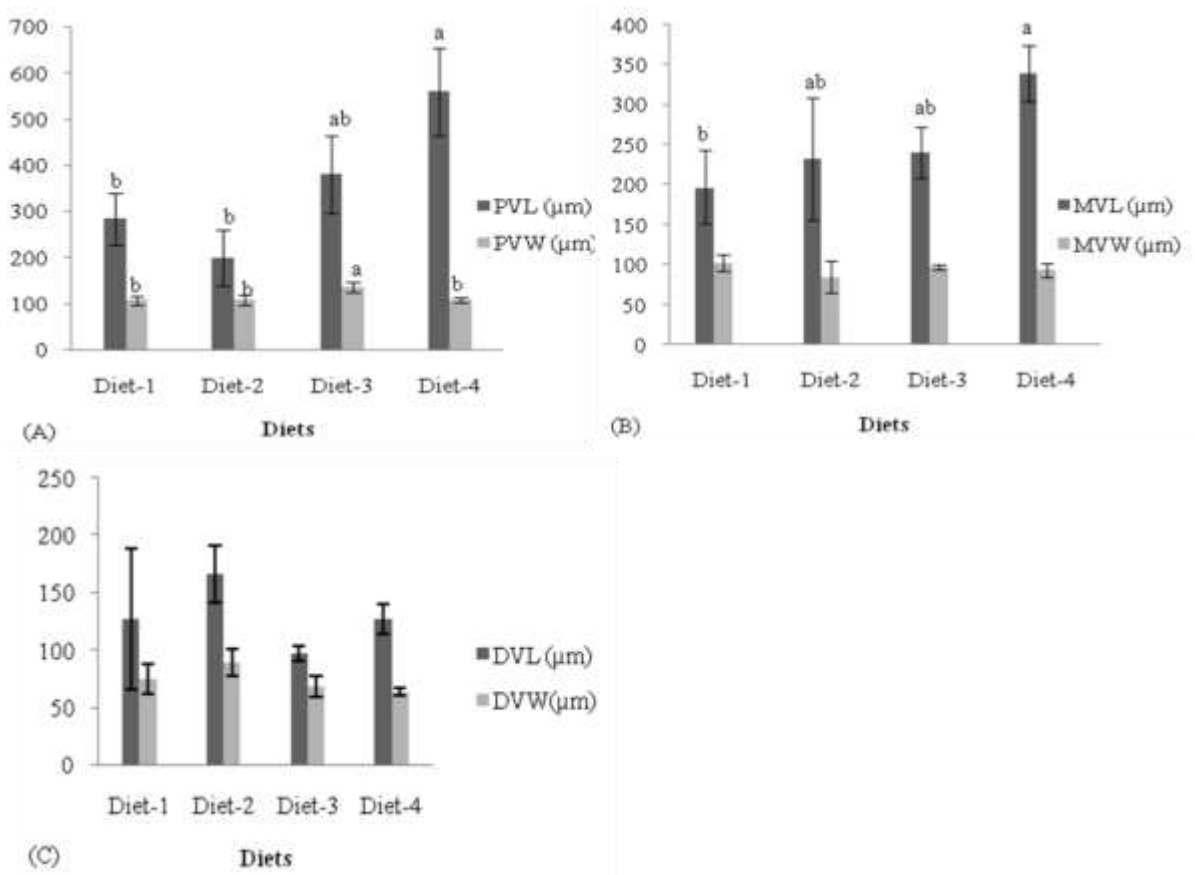 700
600
500
400
300
200
100
0
b
b
b
b
ab
a
a
b
PVL (µm)
PVW (µm)
Diet-1 Diet-2 Diet-3 Diet-4
(A) Diets
400
350
300
250
200
150
100
50
0
b
ab
ab
a
MVL (µm)
MVW (µm)
Diet-1 Diet-2 Diet-3 Diet-4
(B) Diets
250
200
150
100
50
0
DVL (µm)
DVW(µm)
Diet-1 Diet-2 Diet-3 Diet-4
(C) Diets